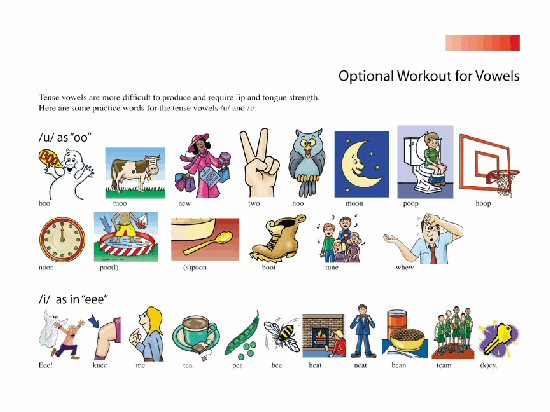 Optional Workout for Vowels
Tense vowels are more difficult to produce and require lip and tongue strength.
Here are some practice words for the tense vowels /u/ and /i/:
/u/ as "oo"
boo moo new two hoo moon poop hoop
noon poo(l) (s)poon boot tune whew
/i/ as in "eee"
Eee! knee me tea pea bee heat neat bean team (k)ey,